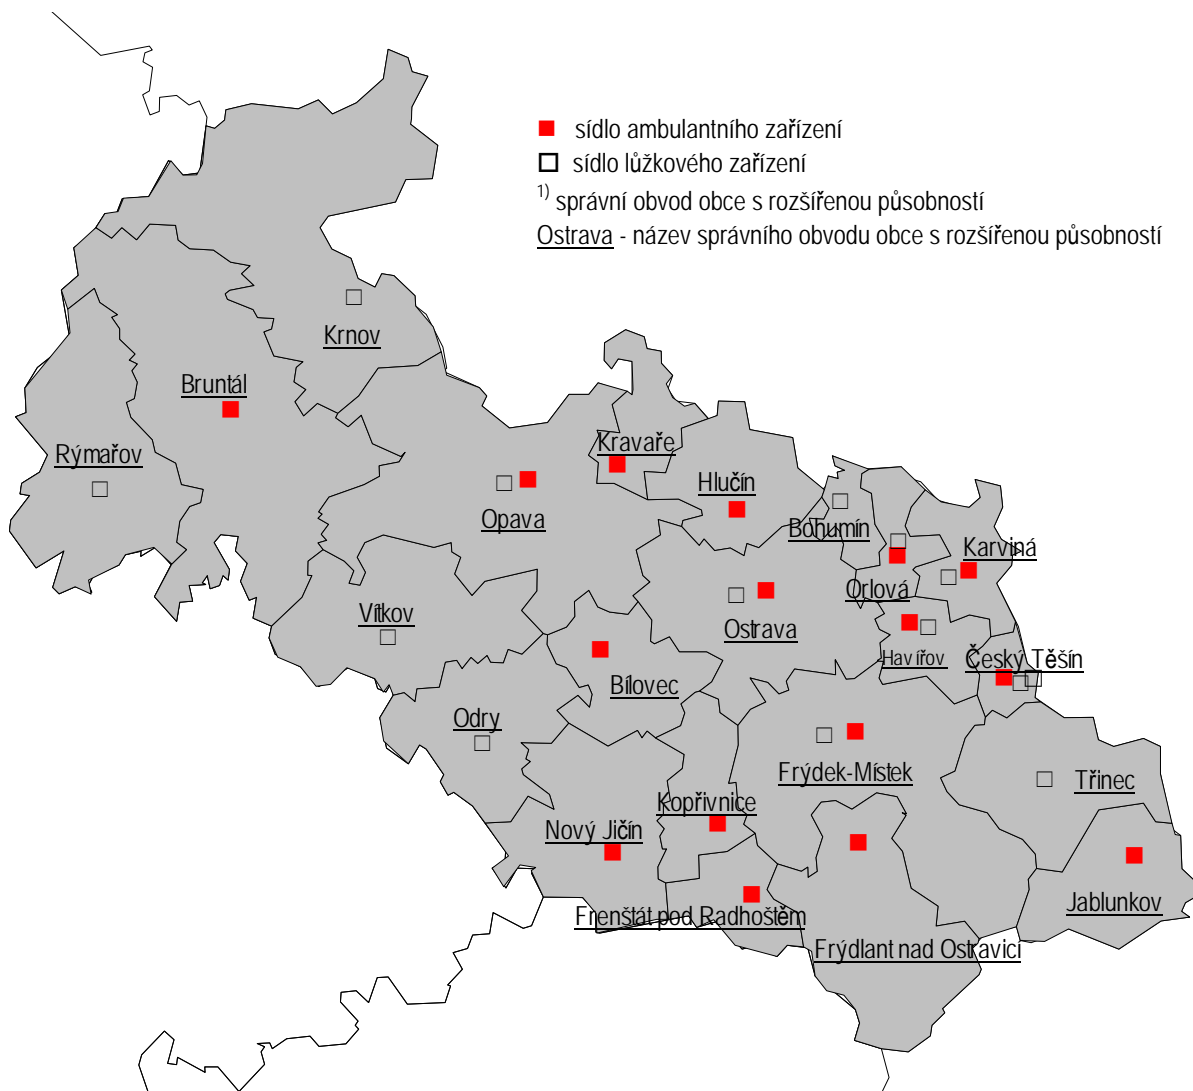 sídlo ambulantního zařízení
sídlo lůžkového zařízení
1) správní obvod obce s rozšířenou působností
Ostrava - název správního obvodu obce s rozšířenou působností
Krnov
Bruntál
Rýmařov
Kravaře
Hlučín
Opava
Bohumín
Karviná
Orlová
Vítkov
Ostrava
Havířov
Český Těšín
Bílovec
Odry
Frýdek-Místek
Třinec
Kopřivnice
Nový Jičín
Jablunkov
Frenštát pod Radhoštěm
Frýdlant nad Ostravicí